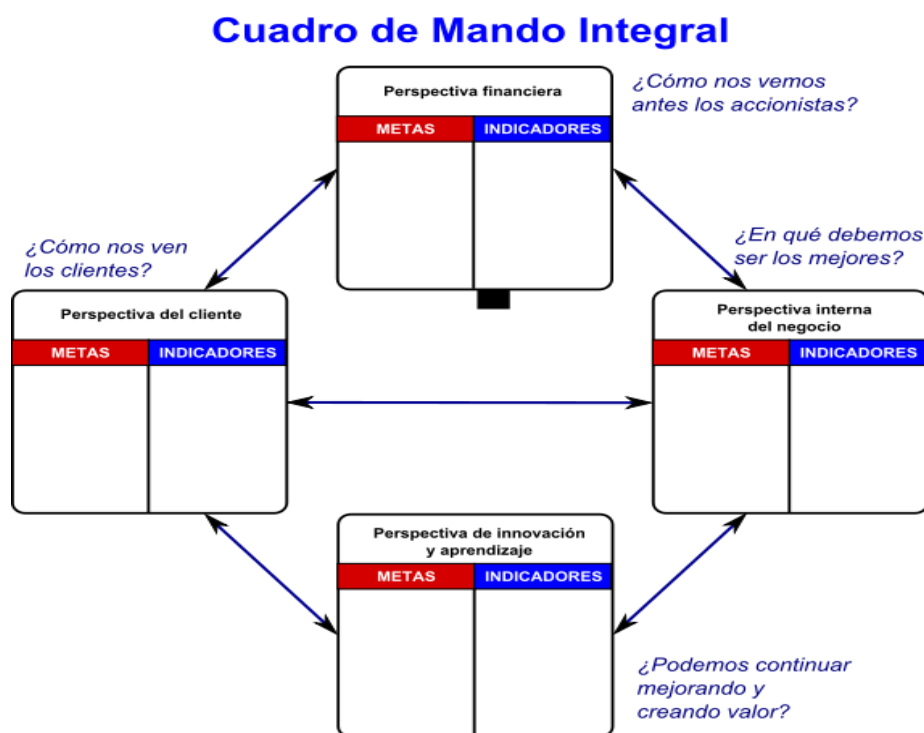 Cuadro de Mando Integral
Perspectiva financiera
METAS INDICADORES
¿Cómo nos vemos
antes los accionistas?
¿Cómo nos ven
los clientes?
Perspectiva del cliente
METAS INDICADORES
¿En qué debemos
ser los mejores?
Perspectiva interna
del negocio
METAS INDICADORES
Perspectiva de innovación
y aprendizaje
METAS INDICADORES
¿Podemos continuar
mejorando y
creando valor?